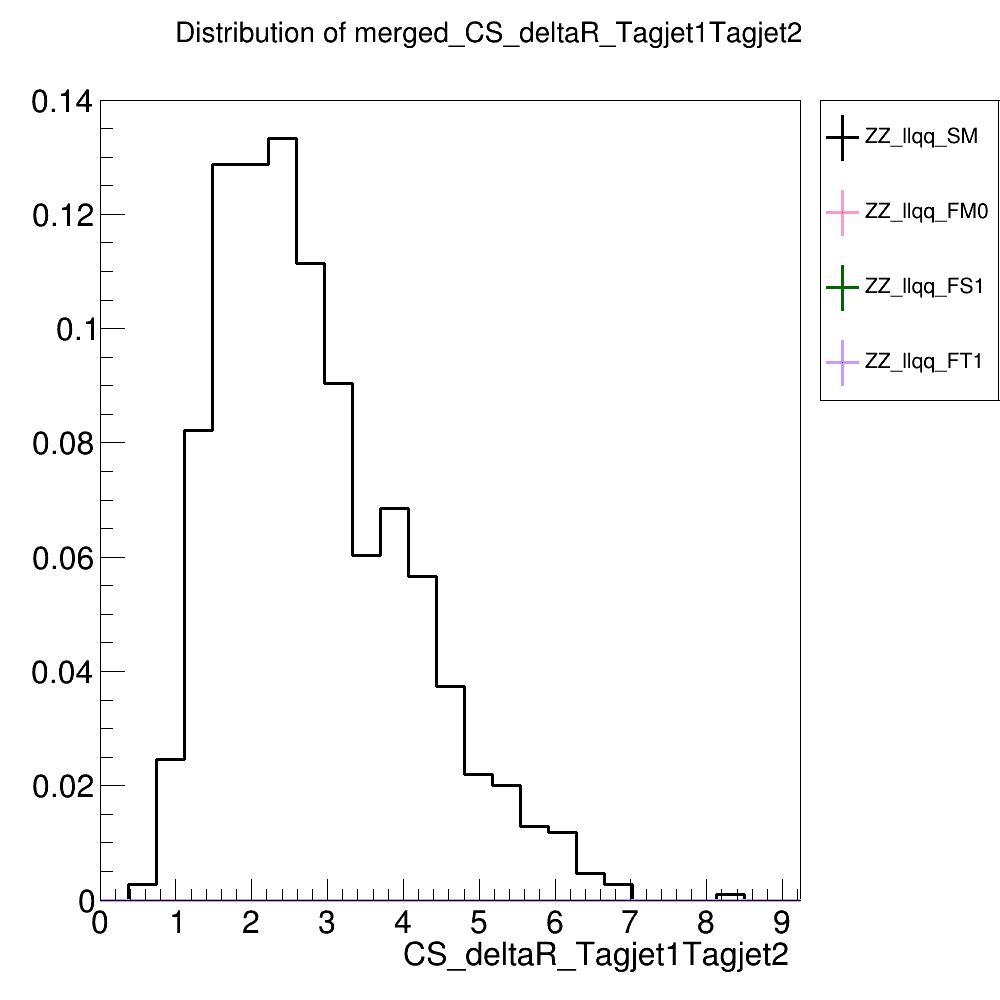 Distribution of merged_CS_deltaR_Tagjet1Tagjet2
0.14
0.12
0.1
0.08
0.06
0.04
0.02
0
0 1 2 3 4 5 6 7 8 9
CS_deltaR_Tagjet1Tagjet2
ZZ_llqq_SM
ZZ_llqq_FM0
ZZ_llqq_FS1
ZZ_llqq_FT1